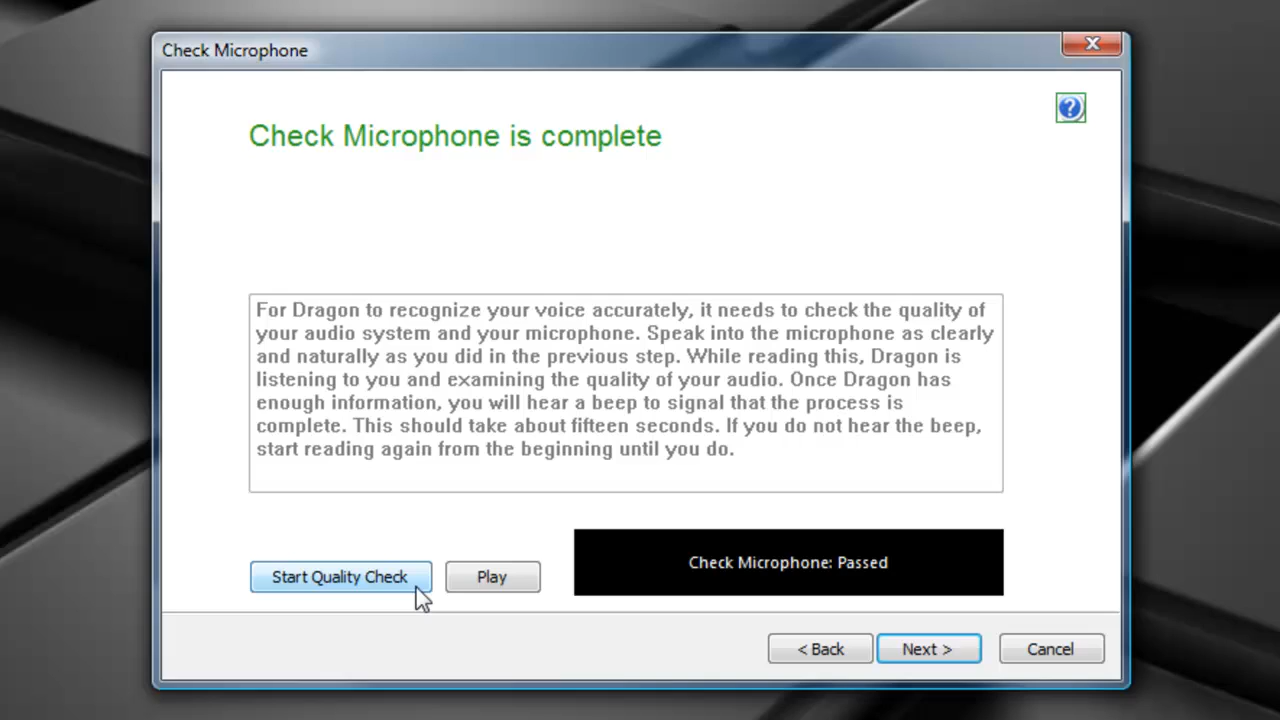 Check Microphone
Check Microphone is complete
For Dragon to recognize your voice accurately, it needs to check the quality of
your audio system and your microphone. Speak into the microphone as clearly
and naturally as you did in the previous step. While reading this, Dragon is
listening to you and examining the quality of your audio. Once Dragon has
enough information, you will hear a beep to signal that the process is
complete. This should take about fifteen seconds. If you do not hear the beep,
start reading again from the beginning until you do.
Start Quality Check
Play
Check Microphone: Passed
< Back
Next >
Cancel